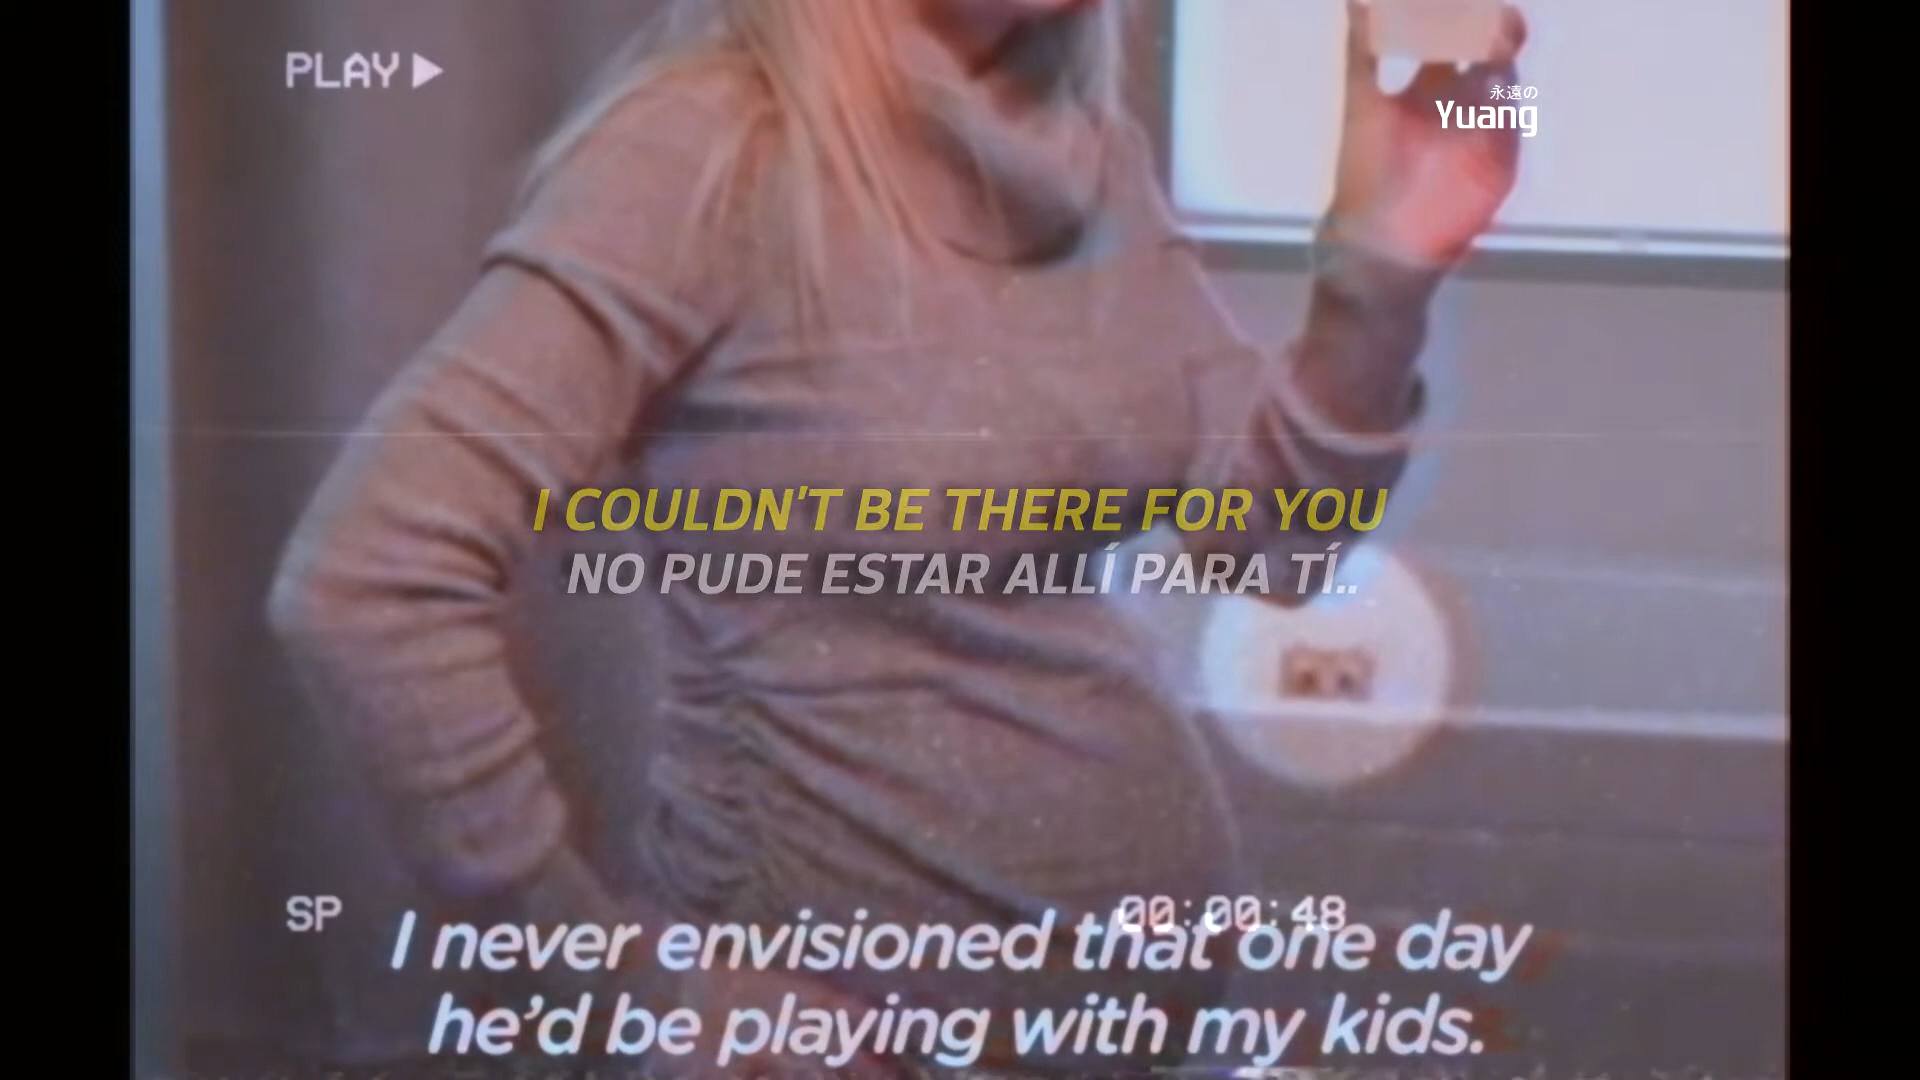 PLAY
永遠の
Yuang
I COULDN'T BE THERE FOR YOU
NO PUDE ESTAR ALLÍ PARA TÍ..
SP
00:00:48
I never envisioned that one day
he'd be playing with my kids.